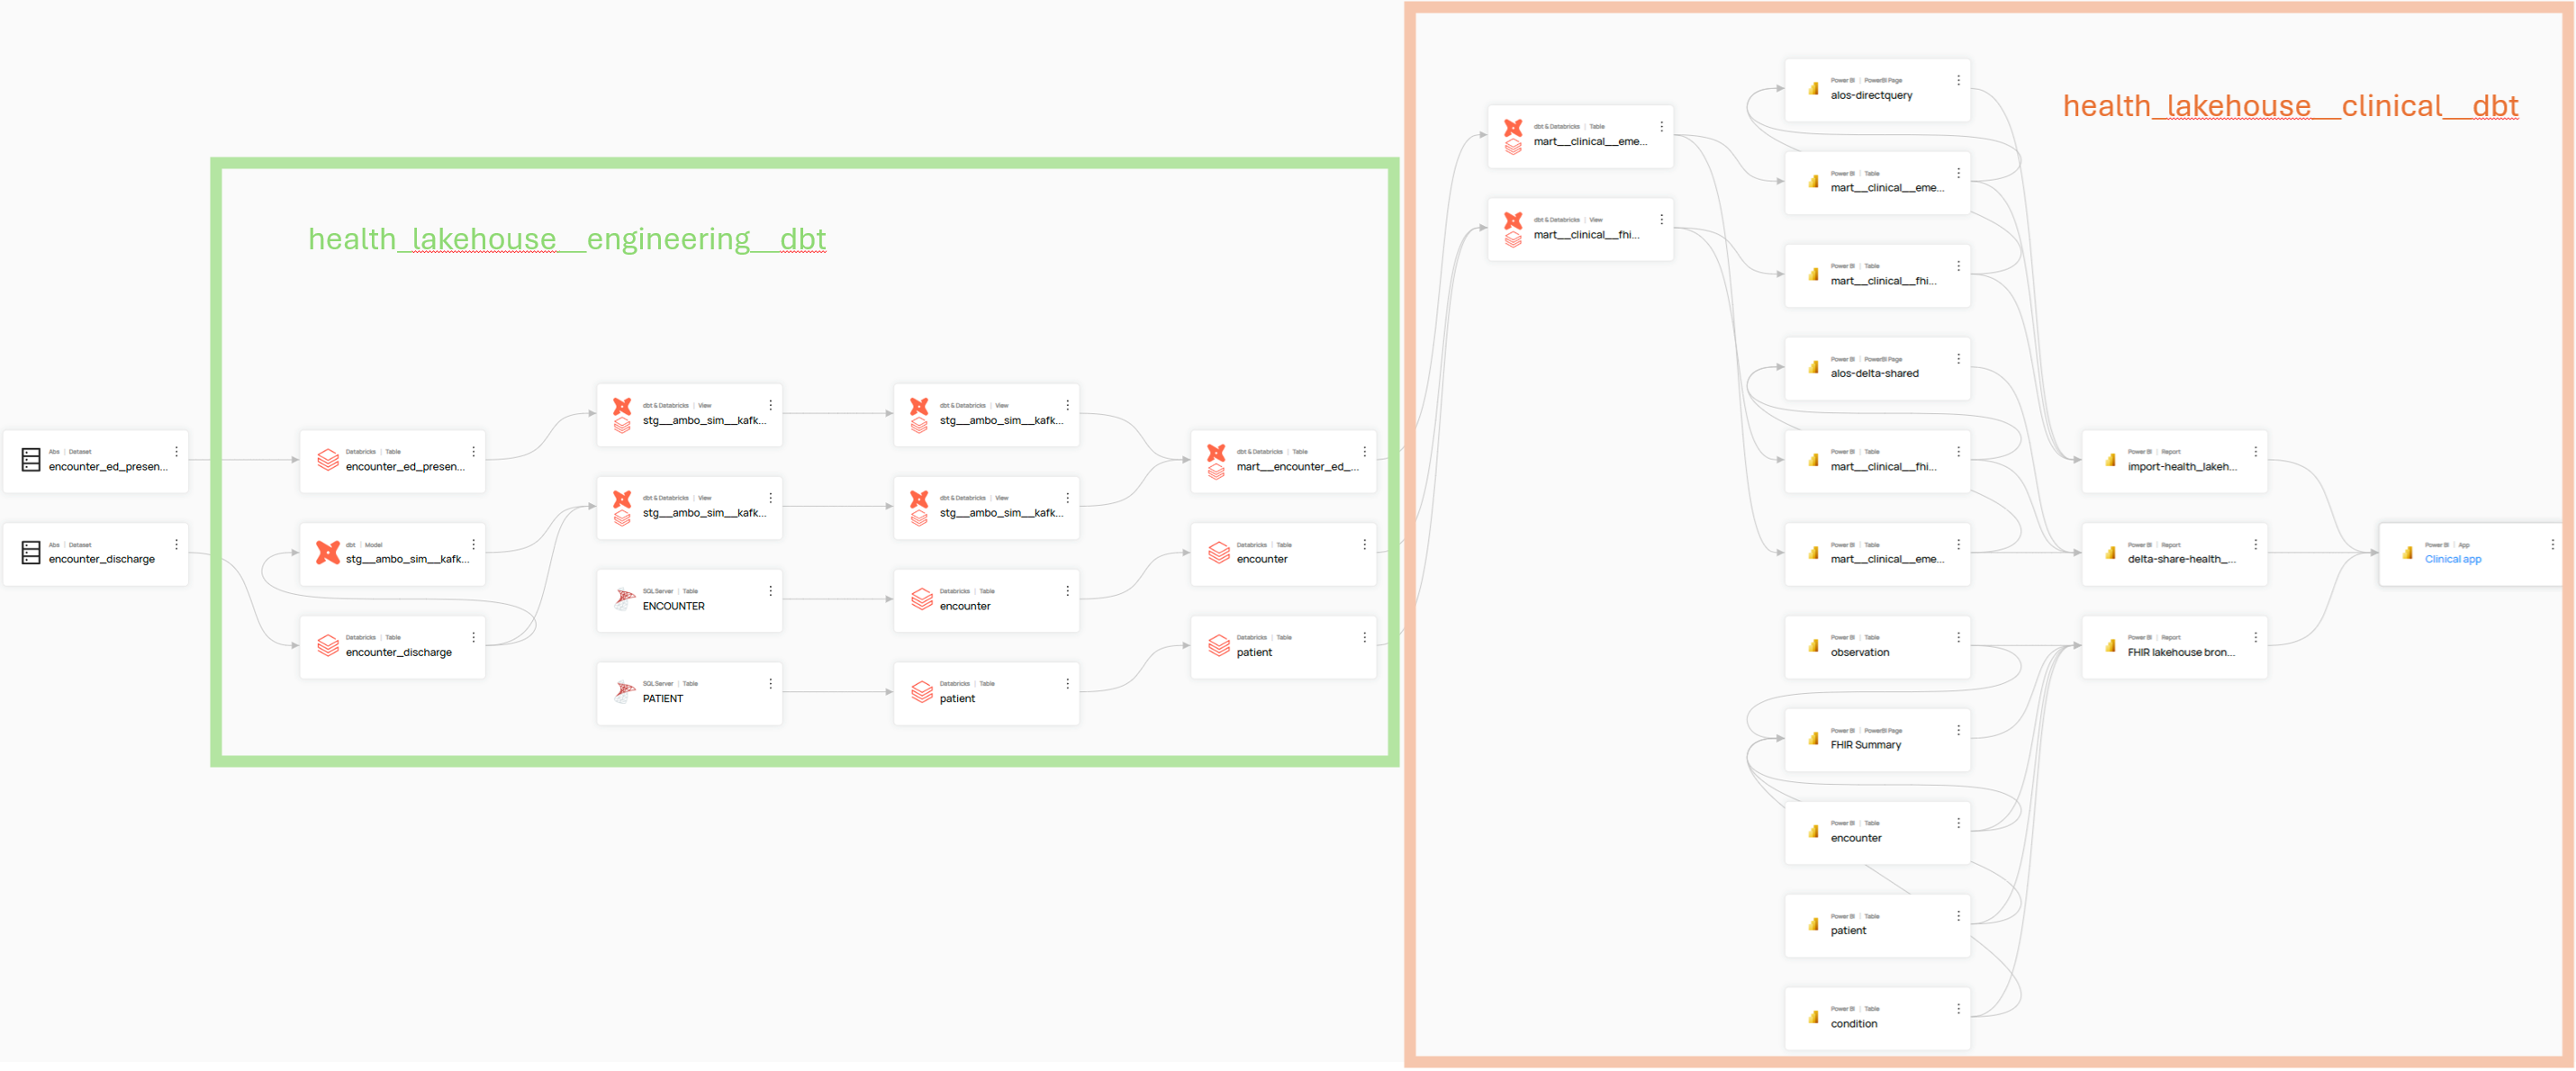 health_lakehouse__engineering__dbt
health_lakehouse__clinical__dbt
Abs | Dataset
encounter_ed_presen...
Abs | Dataset
encounter_discharge
Databricks | Table
encounter_ed_presen...
dbt | Model
stg__ambo_sim__kafk...
Databricks | Table
encounter_discharge
dbt & Databricks | View
stg__ambo_sim__kafk...
dbt & Databricks | View
stg__ambo_sim__kafk...
SQL Server | Table
ENCOUNTER
SQL Server | Table
PATIENT
dbt & Databricks | View
stg__ambo_sim__kafk...
dbt & Databricks | View
stg__ambo_sim__kafk...
Databricks | Table
encounter
Databricks | Table
patient
dbt & Databricks | Table
mart__encounter_ed_...
Databricks | Table
encounter
Databricks | Table
patient
dbt & Databricks | Table
mart__clinical__eme...
dbt & Databricks | View
mart__clinical__fhi...
Power BI | PowerBI Page
alos-directquery
Power BI | Table
mart__clinical__eme...
Power BI | Table
mart__clinical__fhi...
Power BI | PowerBI Page
alos-delta-shared
Power BI | Table
mart__clinical__fhi...
Power BI | Table
mart__clinical__eme...
Power BI | Table
observation
Power BI | PowerBI Page
FHIR Summary
Power BI | Table
encounter
Power BI | Table
patient
Power BI | Table
condition
Power BI | Report
import-health_lakeh...
Power BI | Report
delta-share-health_...
Power BI | Report
FHIR lakehouse bron...
Power BI | App
Clinical app